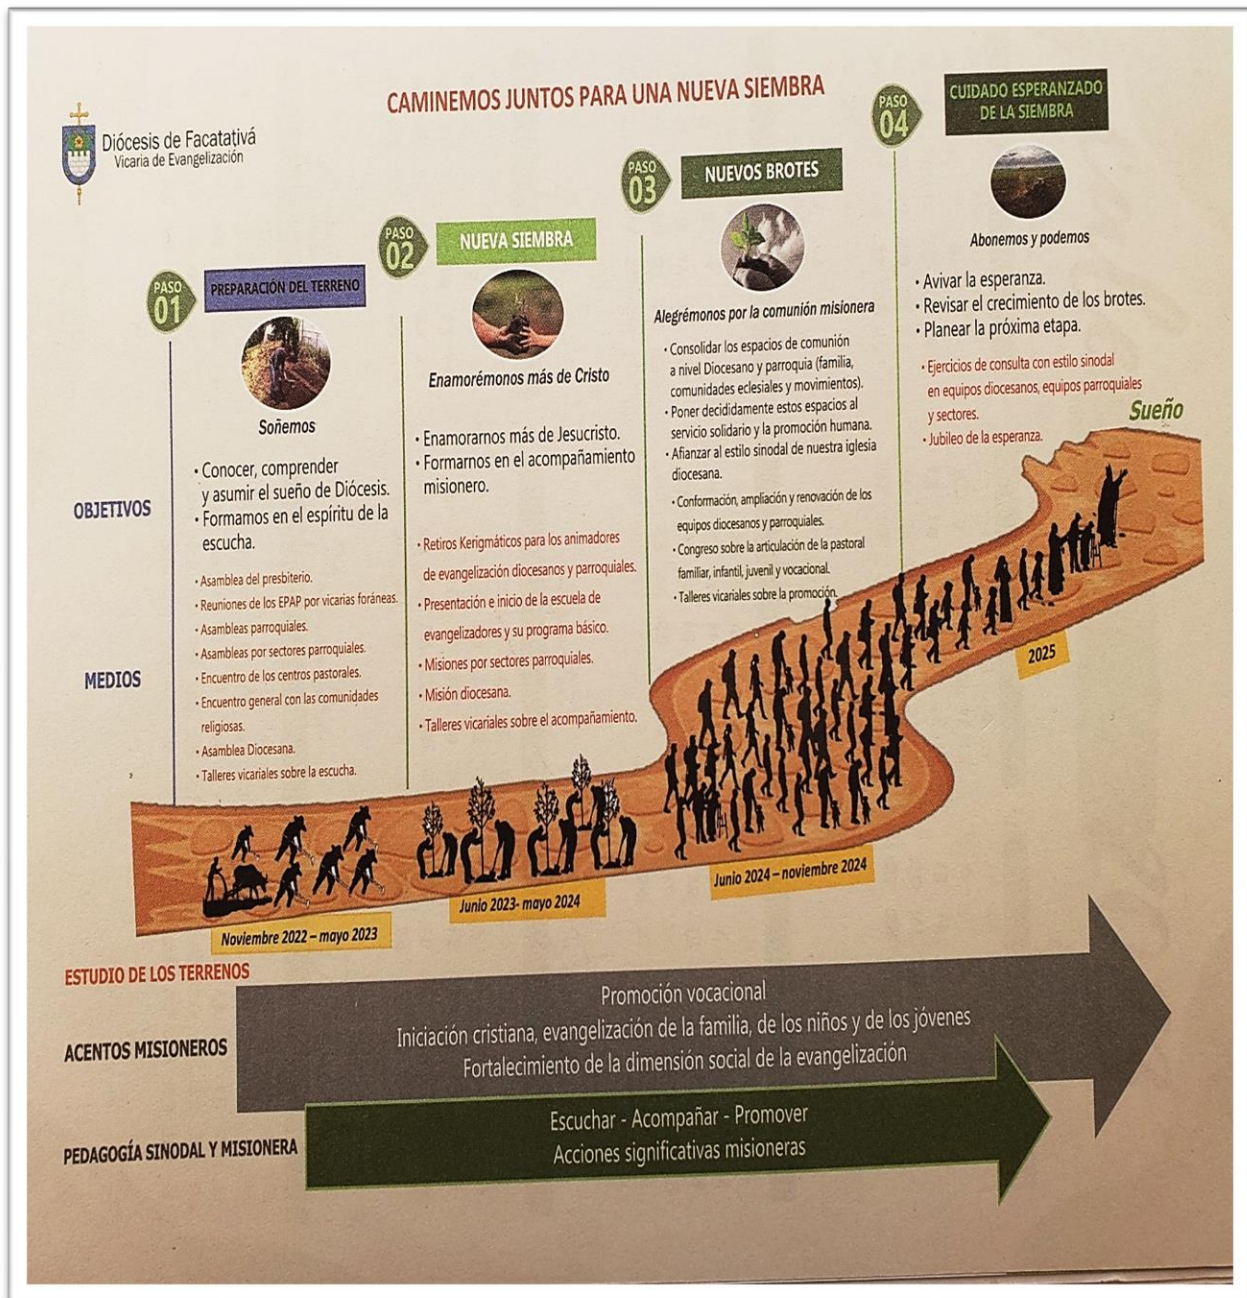 CAMINEMOS JUNTOS PARA UNA NUEVA SIEMBRA
Diócesis de Facatativá
Vicaria de Evangelización
PASO
01
PREPARACIÓN DEL TERRENO
Soñemos
• Conocer, comprender
y asumir el sueño de Diócesis.
• Formamos en el espíritu de la
escucha.
• Asamblea del presbiterio.
• Reuniones de los EPAP por vicarias foráneas.
• Asambleas parroquiales.
• Asambleas por sectores parroquiales.
• Encuentro de los centros pastorales.
• Encuentro general con las comunidades
religiosas.
• Asamblea Diocesana.
• Talleres vicariales sobre la escucha.
PASO
02
NUEVA SIEMBRA
Enamorémonos más de Cristo
• Enamorarnos más de Jesucristo.
• Formarnos en el acompañamiento
misionero.
• Retiros Kerigmáticos para los animadores
de evangelización diocesanos y parroquiales.
• Presentación e inicio de la escuela de
evangelizadores y su programa básico.
• Misiones por sectores parroquiales.
• Misión diocesana.
• Talleres vicariales sobre el acompañamiento.
PASO
03
NUEVOS BROTES
Alegrémonos por la comunión misionera
• Consolidar los espacios de comunión
a nivel Diocesano y parroquia (familia,
comunidades eclesiales y movimientos).
• Poner decididamente estos espacios al
servicio solidario y la promoción humana.
• Afianzar al estilo sinodal de nuestra iglesia
diocesana.
• Conformación, ampliación y renovación de los
equipos diocesanos y parroquiales.
• Congreso sobre la articulación de la pastoral
familiar, infantil, juvenil y vocacional.
• Talleres vicariales sobre la promoción.
PASO
04
CUIDADO ESPERANZADO
DE LA SIEMBRA
Abonemos y podemos
• Avivar la esperanza.
• Revisar el crecimiento de los brotes.
• Planear la próxima etapa.
• Ejercicios de consulta con estilo sinodal
en equipos diocesanos, equipos parroquiales
y sectores.
• Jubileo de la esperanza.
Sueño
OBJETIVOS
MEDIOS
Noviembre 2022 – mayo 2023
Junio 2023- mayo 2024
Junio 2024 – noviembre 2024
2025
ESTUDIO DE LOS TERRENOS
ACENTOS MISIONEROS
Promoción vocacional
Iniciación cristiana, evangelización de la familia, de los niños y de los jóvenes
Fortalecimiento de la dimensión social de la evangelización
PEDAGOGÍA SINODAL Y MISIONERA
Escuchar - Acompañar - Promover
Acciones significativas misioneras